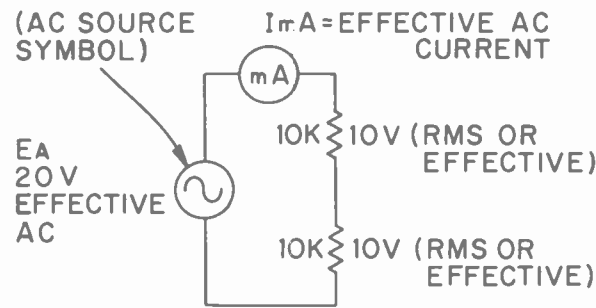 (AC SOURCE
SYMBOL)
ImA=EFFECTIVE AC
CURRENT
mA
10K 10V (RMS OR
EFFECTIVE)
EA
20V
EFFECTIVE
AC
10K 10V (RMS OR
EFFECTIVE)